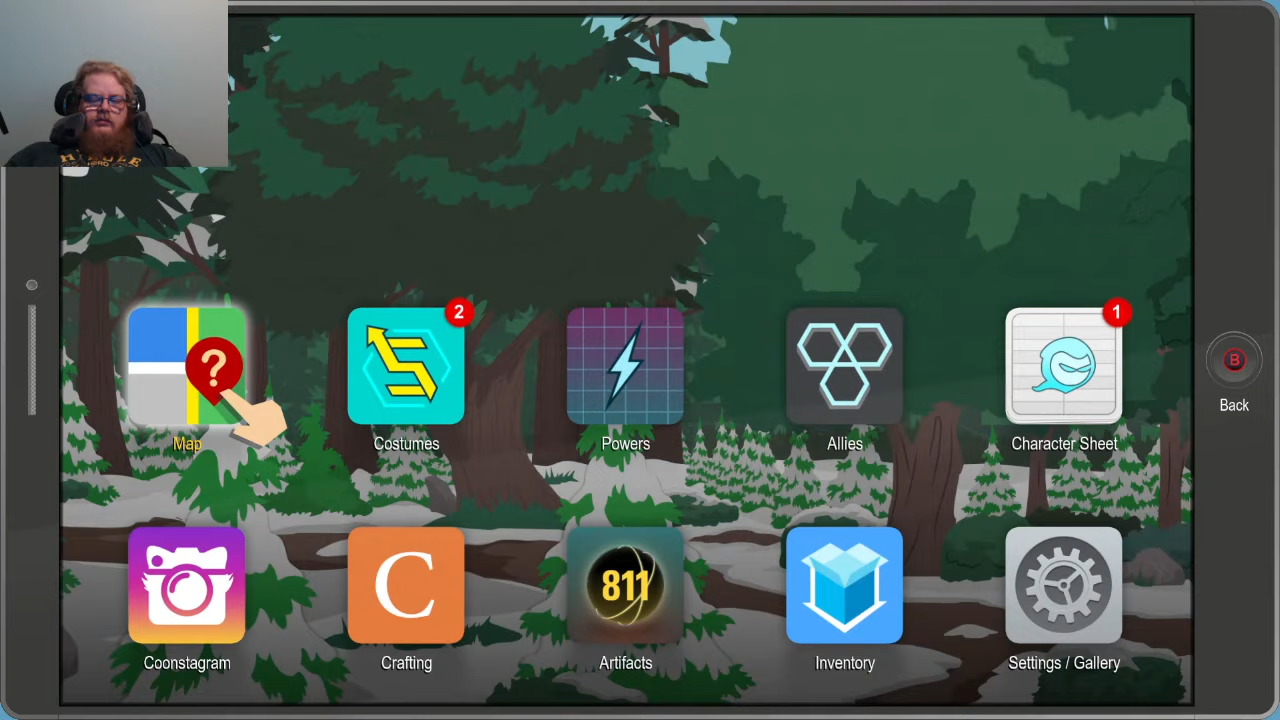 ?
2
1
Map
Costumes
Powers
Allies
Character Sheet
B
Back
C
811
Coonstagram
Crafting
Artifacts
Inventory
Settings / Gallery